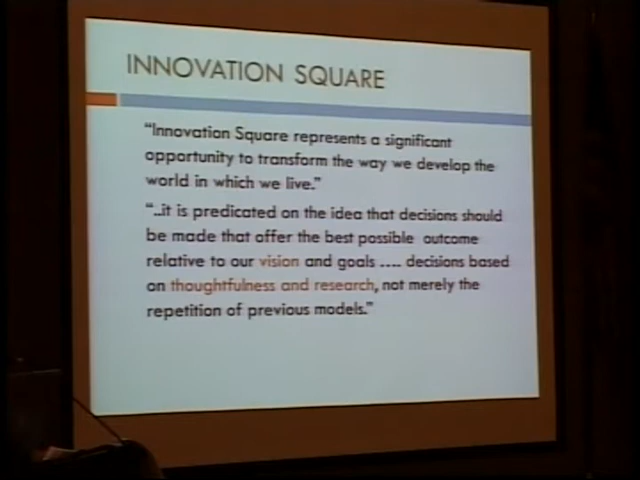 INNOVATION SQUARE
“Innovation Square represents a significant
opportunity to transform the way we develop the
world in which we live.”
“..it is predicated on the idea that decisions should
be made that offer the best possible outcome
relative to our vision and goals .... decisions based
on thoughtfulness and research, not merely the
repetition of previous models.”